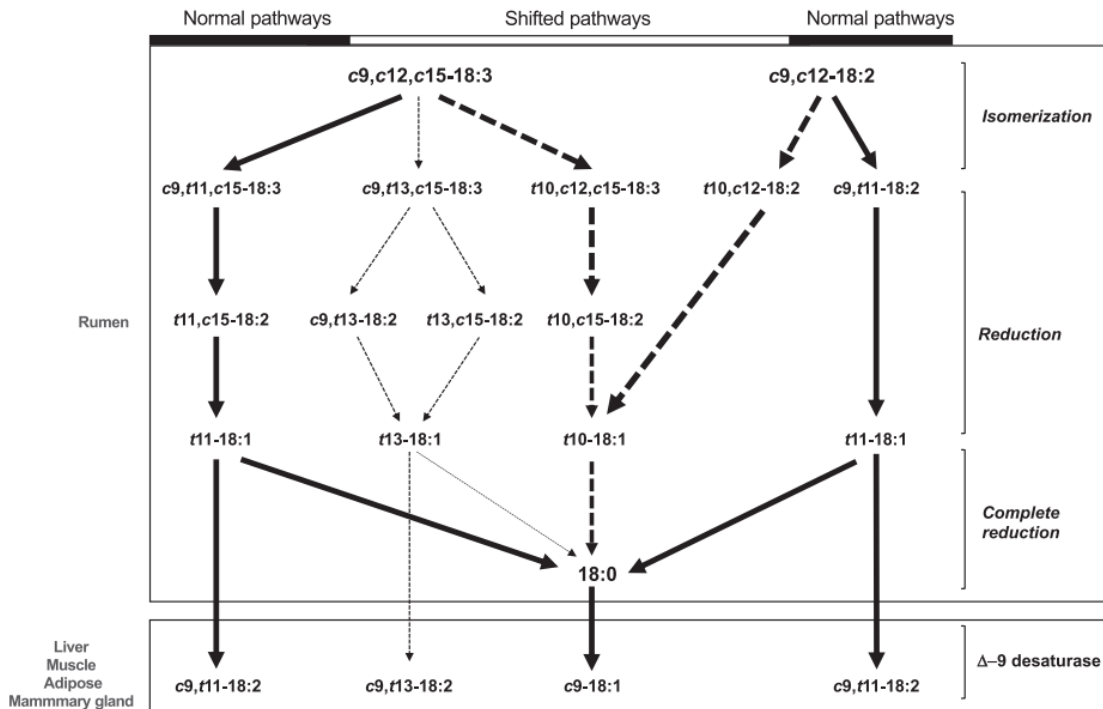 Normal pathways Shifted pathways Normal pathways
c9,c12,c15-18:3 c9,c12-18:2
Isomerization
c9,t11,c15-18:3 c9,t13,c15-18:3 t10,c12,c15-18:3 t10,c12-18:2 c9,t11-18:2
Rumen t11,c15-18:2 c9,t13-18:2 t13,c15-18:2 t10,c15-18:2
Reduction
t11-18:1 t13-18:1 t10-18:1 t11-18:1
Complete
reduction
18:0
Liver
Muscle
Adipose
Mammmary gland
Δ–9 desaturase
c9,t11-18:2 c9,t13-18:2 c9-18:1 c9,t11-18:2